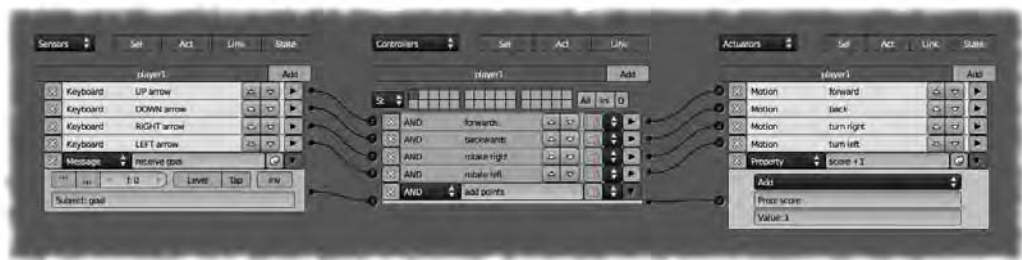 Sensors Sel Act Link State
player1 Add
Keyboard UP arrow
Keyboard DOWN arrow
Keyboard RIGHT arrow
Keyboard LEFT arrow
Message receive goal
f:0 Level Tap Inv
Subject: goal
Controllers Sel Act Link
player1 Add
St All Ini D
AND forwards
AND backwards
AND rotate right
AND rotate left
AND add points
Actuators Sel Act Link State
player1 Add
Motion forward
Motion back
Motion turn right
Motion turn left
Property score +1
Add
Prop: score
Value: 1